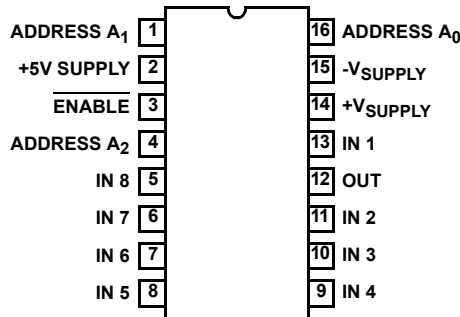 ADDRESS A1 1 16 ADDRESS A0
+5V SUPPLY 2 15 -VSUPPLY
ENABLE 3 14 +VSUPPLY
ADDRESS A2 4 13 IN 1
IN 8 5 12 OUT
IN 7 6 11 IN 2
IN 6 7 10 IN 3
IN 5 8 9 IN 4